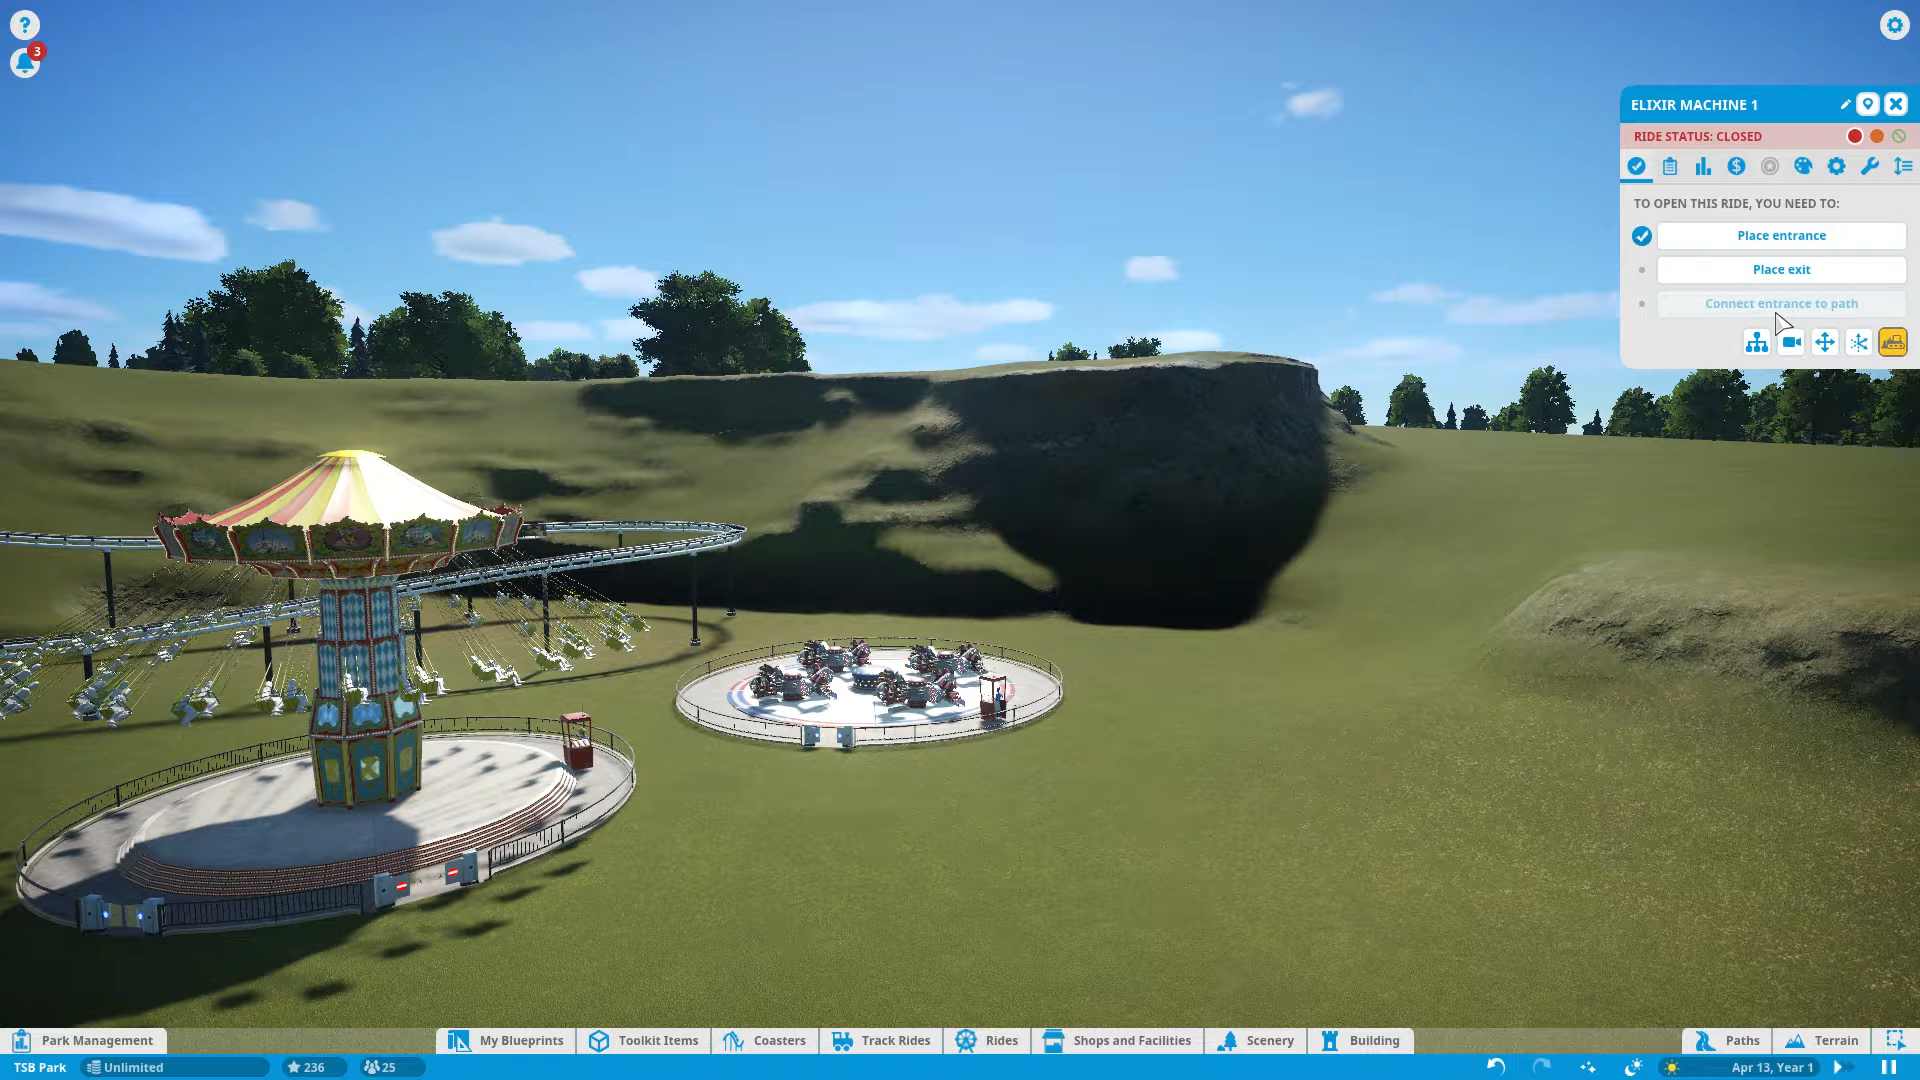 ?
3
ELIXIR MACHINE 1
RIDE STATUS: CLOSED
TO OPEN THIS RIDE, YOU NEED TO:
Place entrance
Place exit
Connect entrance to path
Park Management
My Blueprints
Toolkit Items
Coasters
Track Rides
Rides
Shops and Facilities
Scenery
Building
Paths
Terrain
TSB Park
Unlimited
236
25
Apr 13, Year 1